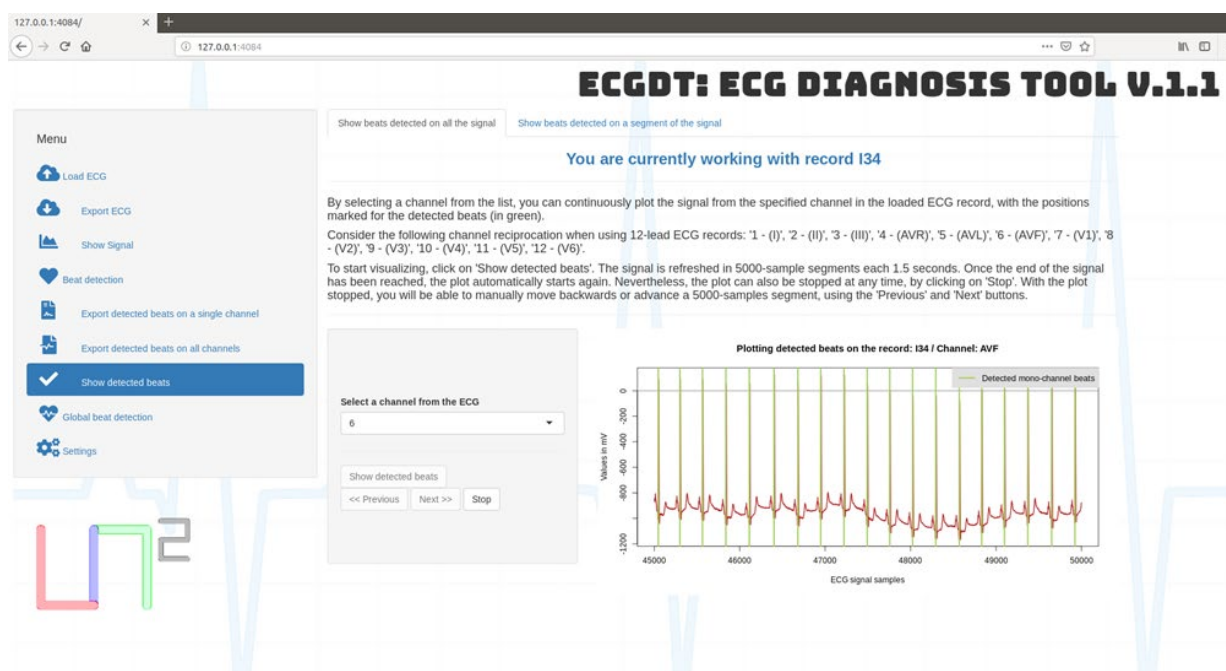 127.0.0.1:4084/
127.0.0.1:4084
ECGDT: ECG DIAGNOSIS TOOL V.1.1
Menu
Load ECG
Export ECG
Show Signal
Beat detection
Export detected beats on a single channel
Export detected beats on all channels
Show detected beats
Global beat detection
Settings
Show beats detected on all the signal
Show beats detected on a segment of the signal
You are currently working with record I34
By selecting a channel from the list, you can continuously plot the signal from the specified channel in the loaded ECG record, with the positions
marked for the detected beats (in green).
Consider the following channel reciprocation when using 12-lead ECG records: '1 - (I)', '2 - (II)', '3 - (III)', '4 - (AVR)', '5 - (AVL)', '6 - (AVF)', '7 - (V1)', '8
- (V2)', '9 - (V3)', '10 - (V4)', '11 - (V5)', '12 - (V6)'.
To start visualizing, click on 'Show detected beats'. The signal is refreshed in 5000-sample segments each 1.5 seconds. Once the end of the signal
has been reached, the plot automatically starts again. Nevertheless, the plot can also be stopped at any time, by clicking on 'Stop'. With the plot
stopped, you will be able to manually move backwards or advance a 5000-samples segment, using the 'Previous' and 'Next' buttons.
Select a channel from the ECG
6
Show detected beats
<< Previous
Next >>
Stop
Plotting detected beats on the record: I34 / Channel: AVF
Detected mono-channel beats
Values in mV
0
-200
-400
-600
-800
-1200
45000
46000
47000
48000
49000
50000
ECG signal samples
2